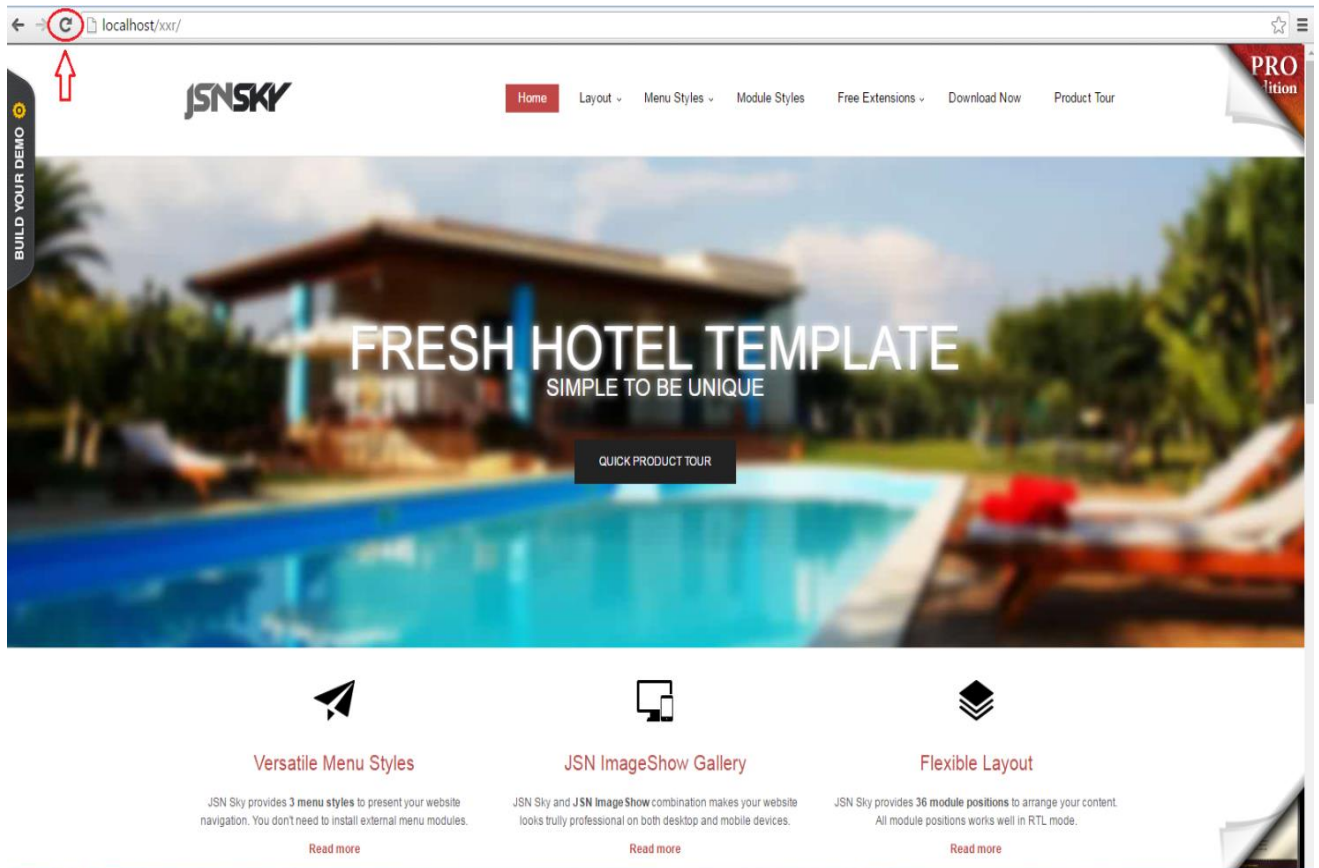 localhost/xxr/
PRO
dition
BUILD YOUR DEMO
JSNSKY
Home Layout Menu Styles Module Styles Free Extensions Download Now Product Tour
FRESH HOTEL TEMPLATE
SIMPLE TO BE UNIQUE
QUICK PRODUCT TOUR
Versatile Menu Styles
JSN Sky provides 3 menu styles to present your website
navigation. You don't need to install external menu modules.
Read more
JSN ImageShow Gallery
JSN Sky and JSN ImageShow combination makes your website
looks trully professional on both desktop and mobile devices.
Read more
Flexible Layout
JSN Sky provides 36 module positions to arrange your content.
All module positions works well in RTL mode.
Read more